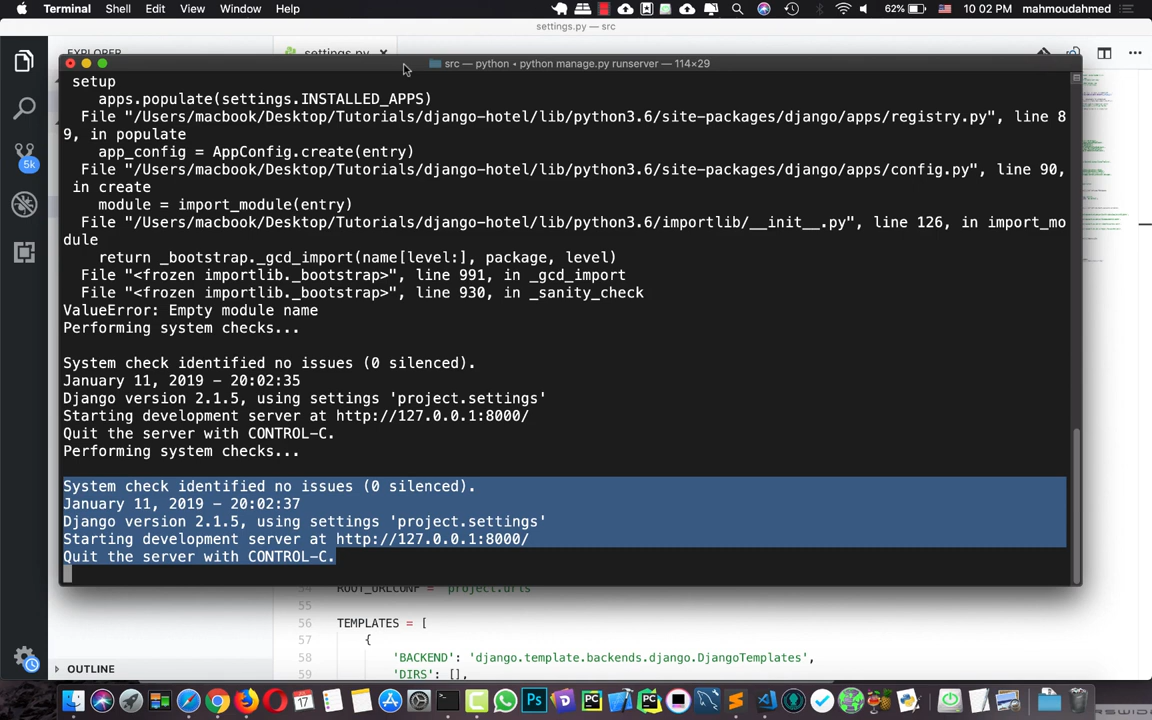 Terminal Shell Edit View Window Help 62% 10:02 PM mahmoudahmed
settings.py — src
EXPLORER settings.py
src — python • python manage.py runserver — 114×29
setup
apps.populate(settings.INSTALLED_APPS)
File "/Users/macbook/Desktop/Tutorials/django-hotel/lib/python3.6/site-packages/django/apps/registry.py", line 8
9, in populate
app_config = AppConfig.create(entry)
File "/Users/macbook/Desktop/Tutorials/django-hotel/lib/python3.6/site-packages/django/apps/config.py", line 90,
in create
module = import_module(entry)
File "/Users/macbook/Desktop/Tutorials/django-hotel/lib/python3.6/importlib/__init__.py", line 126, in import_mo
dule
return _bootstrap._gcd_import(name[level:], package, level)
File "<frozen importlib._bootstrap>", line 991, in _gcd_import
File "<frozen importlib._bootstrap>", line 930, in _sanity_check
ValueError: Empty module name
Performing system checks...
System check identified no issues (0 silenced).
January 11, 2019 - 20:02:35
Django version 2.1.5, using settings 'project.settings'
Starting development server at http://127.0.0.1:8000/
Quit the server with CONTROL-C.
Performing system checks...
System check identified no issues (0 silenced).
January 11, 2019 - 20:02:37
Django version 2.1.5, using settings 'project.settings'
Starting development server at http://127.0.0.1:8000/
Quit the server with CONTROL-C.
5k
54 ROOT_URLCONF = 'project.urls'
55
56 TEMPLATES = [
57 {
58 'BACKEND': 'django.template.backends.django.DjangoTemplates',
59 'DIRS': [],
OUTLINE